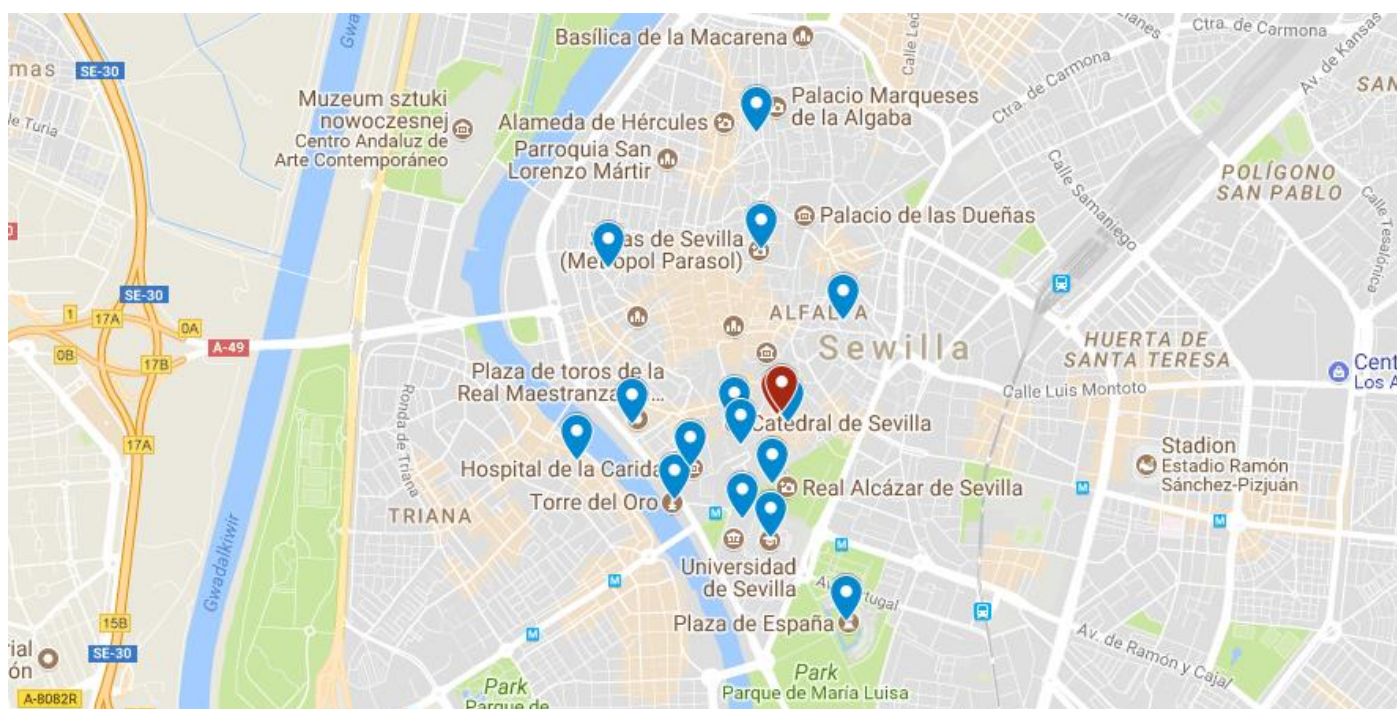 Basílica de la Macarena
Ctra. de Carmona
Av. de Kansas
SE-30
Muzeum sztuki
nowoczesnej
Centro Andaluz de
Arte Contemporáneo
Palacio Marqueses
de la Algaba
Ctra. de Carmona
Alameda de Hércules
Parroquia San
Lorenzo Mártir
Calle Samaniego
POLÍGONO
SAN PABLO
Palacio de las Dueñas
de Sevilla
(Metropol Parasol)
SE-30
1
17A
0A
0B
17B
A-49
Sewilla
HUERTA DE
SANTA TERESA
Plaza de toros de la
Real Maestranza
Calle Luis Montoto
Ronda de Triana
17A
Catedral de Sevilla
Hospital de la
Stadion
Estadio Ramón
Sánchez-Pizjuán
Real Alcázar de Sevilla
Torre del Oro
TRIANA
M
M
M
M
M
M
Gwadalkiwir
Universidad
de Sevilla
15B
Plaza de España
SE-30
Av. de Ramón y Cajal
A-8082R
Park
Parque de María Luisa
Park
Parque de